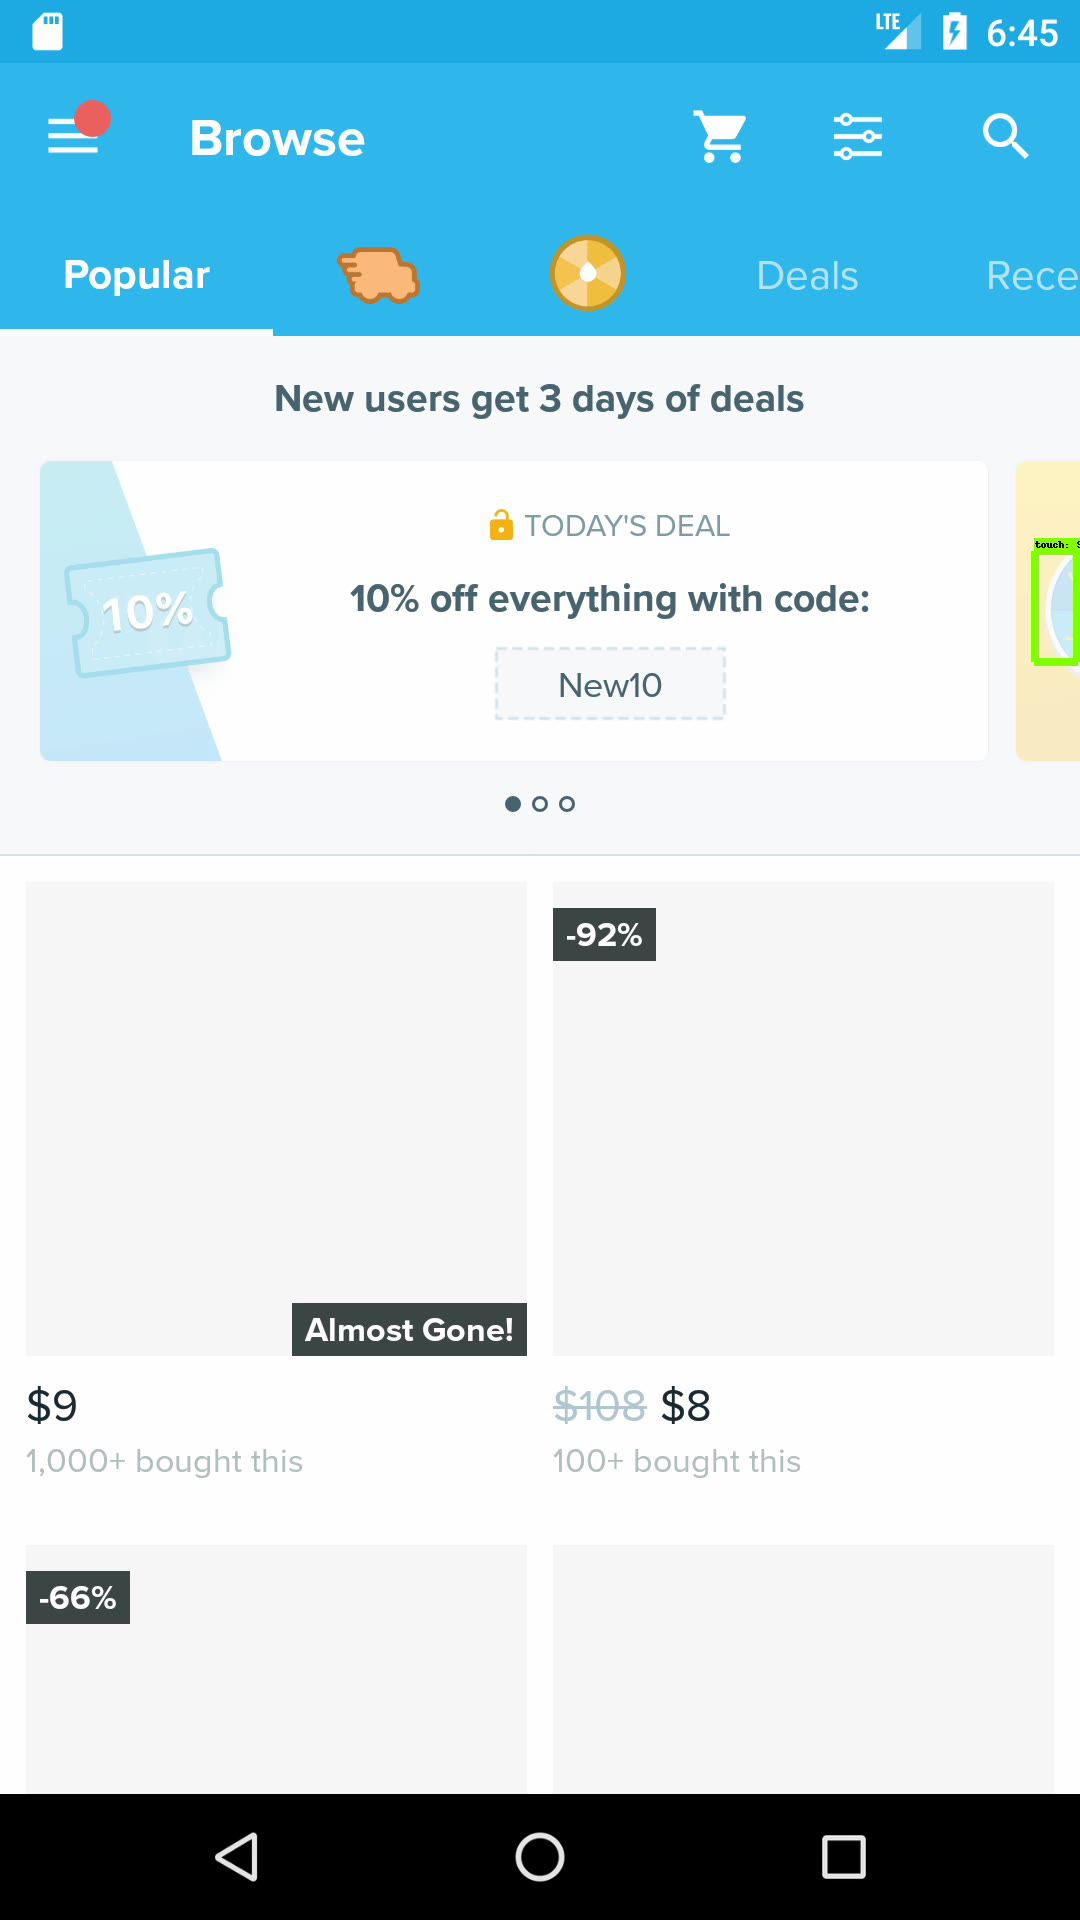 LTE 6:45
Browse
Popular Deals Rece
New users get 3 days of deals
TODAY'S DEAL
10% off everything with code:
10%
New10
touch:
-92%
Almost Gone!
$9 $108 $8
1,000+ bought this 100+ bought this
-66%